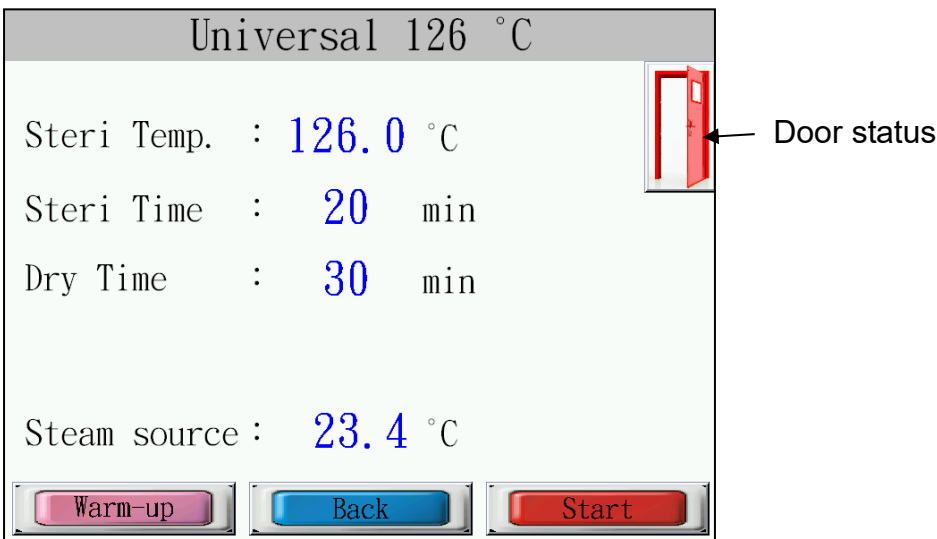 Universal 126 °C
Door status
Steri Temp. : 126.0 °C
Steri Time : 20 min
Dry Time : 30 min
Steam source : 23.4 °C
Warm-up
Back
Start